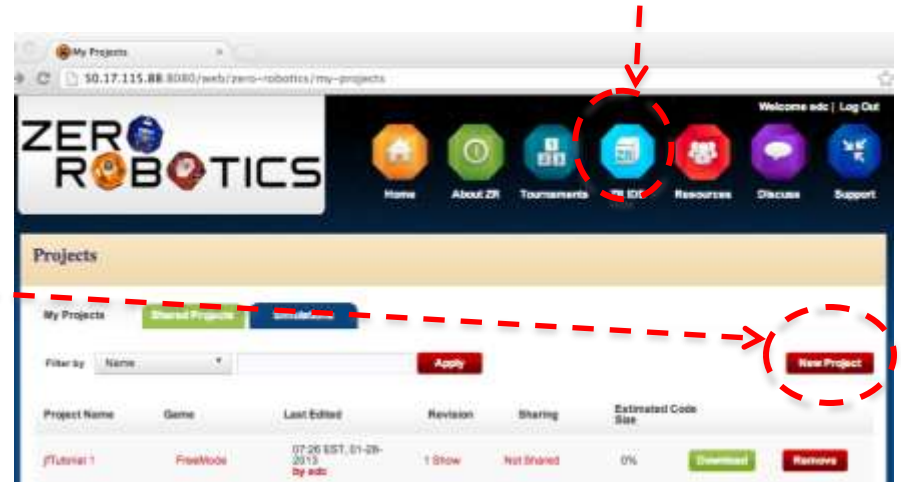 My Projects
50.17.115.88:8080/web/zero-robotics/my-projects
Welcome edc | Log Out
ZERO ROBOTICS
Home About ZR Tournaments ZR IDE Resources Discuss Support
Projects
My Projects Shared Projects Simulations
Filter by Name Apply New Project
Project Name Game Last Edited Revision Sharing Estimated Code Size
FreeMode 07:26 EST, 01-28-2013 by edc 1 Show Not Shared 0% Download Remove